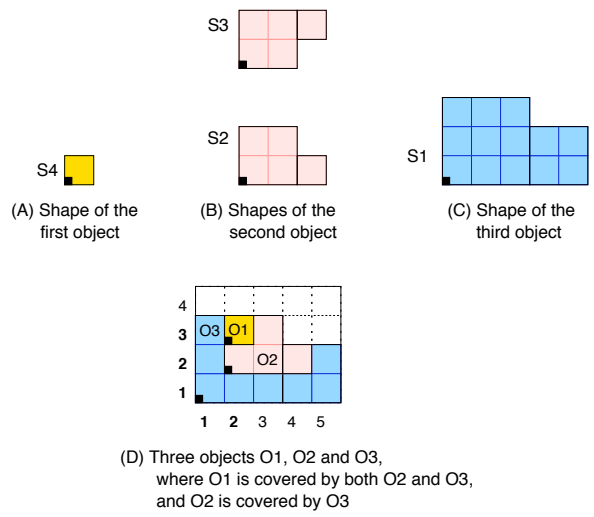 S3
S4
S2
S1
(A) Shape of the
first object
(B) Shapes of the
second object
(C) Shape of the
third object
4
3
O3
O1
2
O2
1
1 2 3 4 5
(D) Three objects O1, O2 and O3,
where O1 is covered by both O2 and O3,
and O2 is covered by O3